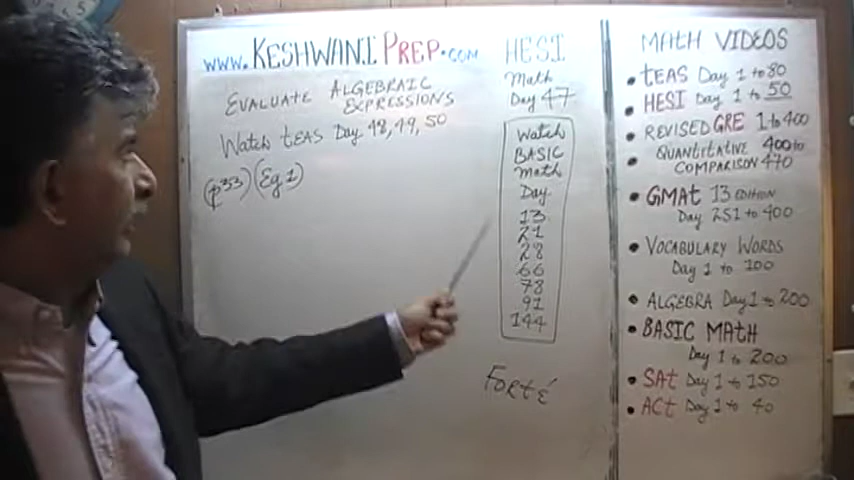 www.KESHWANIPREP.com
EVALUATE ALGEBRAIC
EXPRESSIONS
Watch tEAS Day 48, 49, 50
(p353) (Eg 1)
HESI
Math
Day 47
Watch
BASIC
Math
Day
13
21
28
66
78
91
144
FORtÉ
MATH VIDEOS
• tEAS Day 1 to 80
• HESI Day 1 to 50
• REVISED GRE 1 to 400
• QUANTITATIVE 400 to
COMPARISON 470
• GMAt 13 EDITION
Day 251 to 400
• VOCABULARY WORDS
Day 1 to 100
• ALGEBRA Day 1 to 200
• BASIC MATH
Day 1 to 200
• SAt Day 1 to 150
• ACt Day 1 to 40